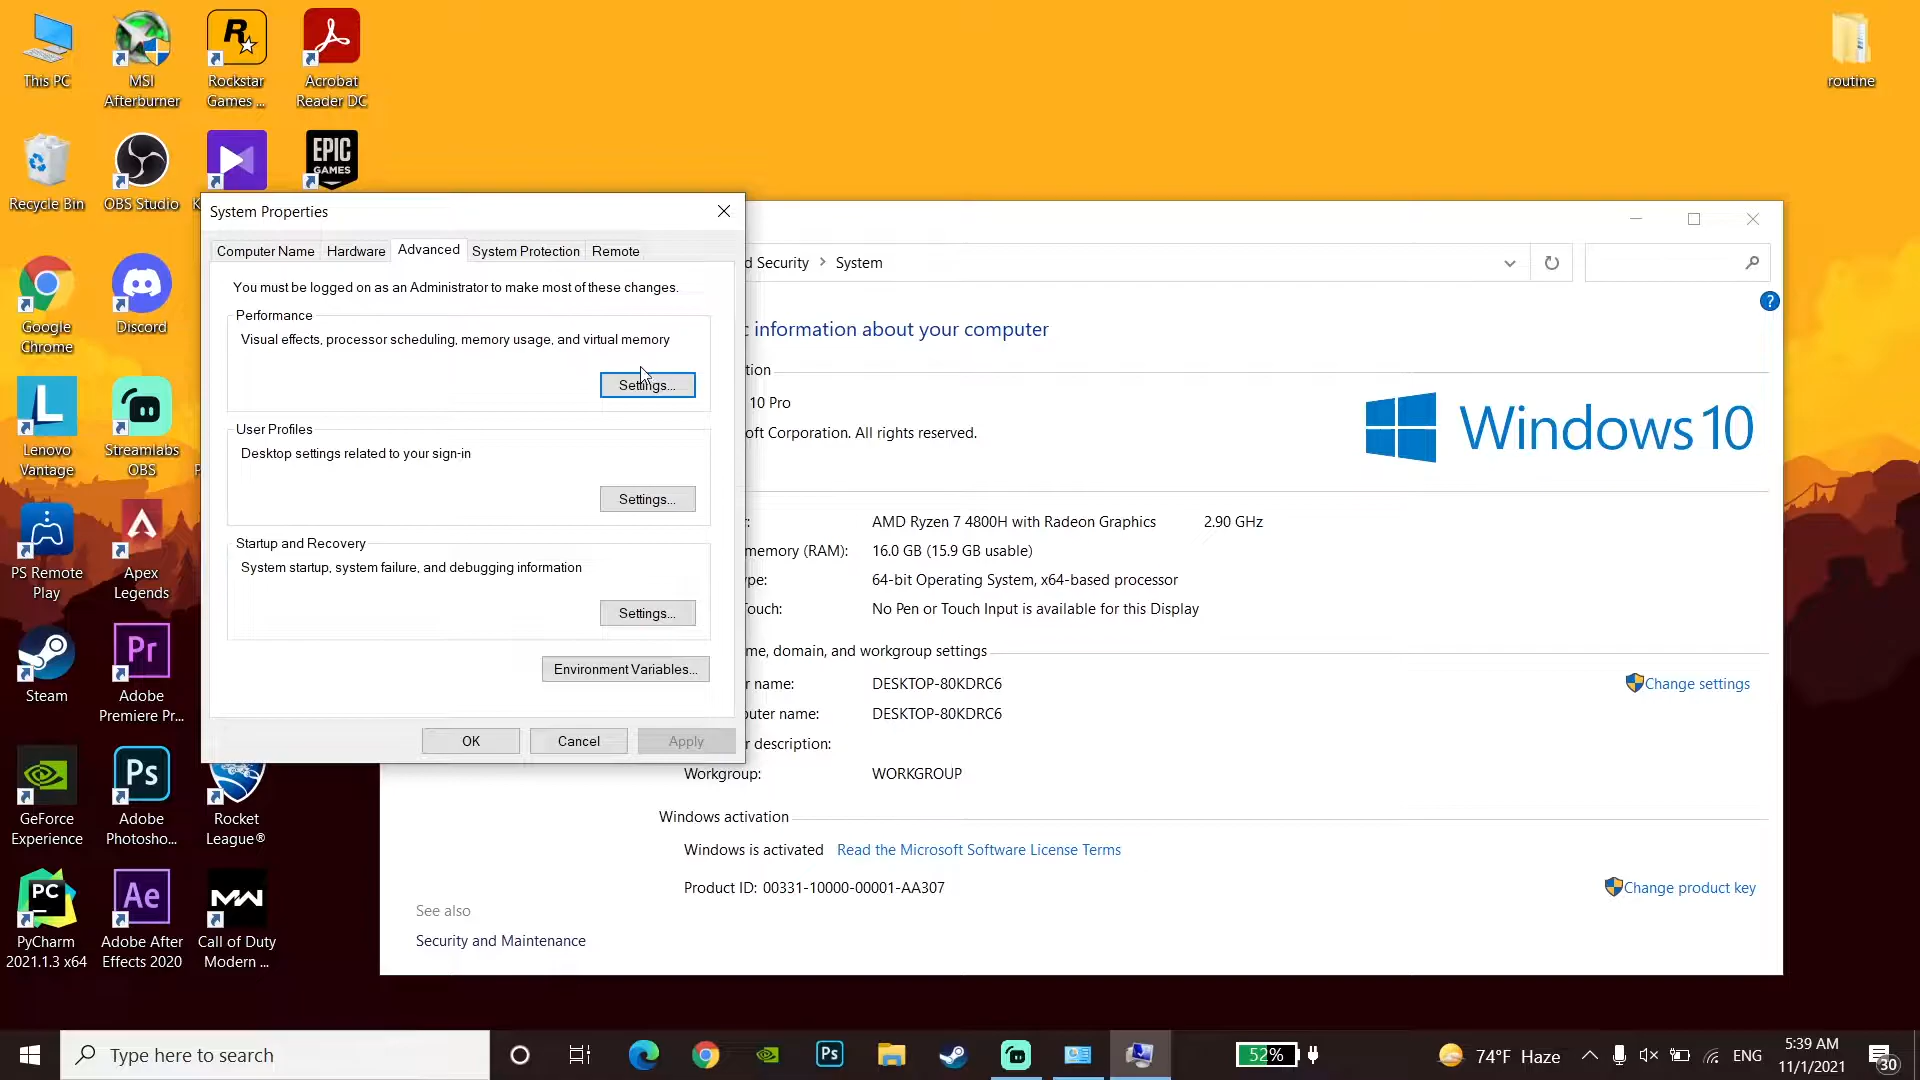 This PC
MSI
Afterburner
Rockstar
Games ...
Acrobat
Reader DC
routine
Recycle Bin
OBS Studio
EPIC
GAMES
Google
Chrome
Discord
Lenovo
Vantage
Streamlabs
OBS
PS Remote
Play
Apex
Legends
Steam
Adobe
Premiere Pr...
GeForce
Experience
Adobe
Photosho...
Rocket
League®
PyCharm
2021.1.3 x64
Adobe After
Effects 2020
Call of Duty
Modern ...
System Properties
Computer Name
Hardware
Advanced
System Protection
Remote
You must be logged on as an Administrator to make most of these changes.
Performance
Visual effects, processor scheduling, memory usage, and virtual memory
Settings...
User Profiles
Desktop settings related to your sign-in
Settings...
Startup and Recovery
System startup, system failure, and debugging information
Settings...
Environment Variables...
OK
Cancel
Apply
d Security > System
information about your computer
tion
10 Pro
oft Corporation. All rights reserved.
Windows 10
r: AMD Ryzen 7 4800H with Radeon Graphics 2.90 GHz
memory (RAM): 16.0 GB (15.9 GB usable)
pe: 64-bit Operating System, x64-based processor
ouch: No Pen or Touch Input is available for this Display
me, domain, and workgroup settings
r name: DESKTOP-80KDRC6
Change settings
uter name: DESKTOP-80KDRC6
r description:
Workgroup: WORKGROUP
Windows activation
Windows is activated Read the Microsoft Software License Terms
Product ID: 00331-10000-00001-AA307
Change product key
See also
Security and Maintenance
Type here to search
52%
74°F Haze
ENG
5:39 AM
11/1/2021
30